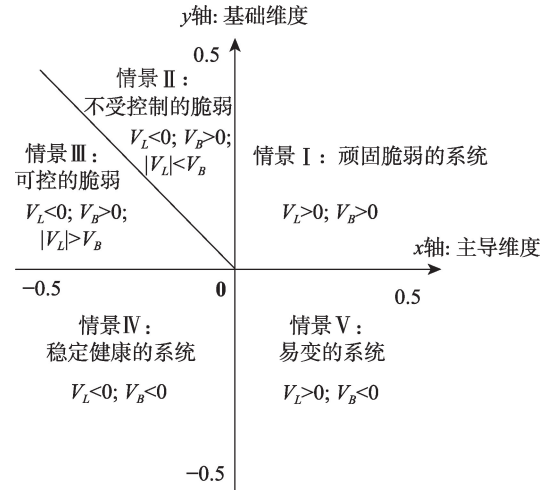 y轴: 基础维度
0.5
情景Ⅱ:
不受控制的脆弱
V_L<0; V_B>0;
|V_L|<V_B
情景Ⅲ:
可控的脆弱
V_L<0; V_B>0;
|V_L|>V_B
情景Ⅰ: 顽固脆弱的系统
V_L>0; V_B>0
x轴: 主导维度
−0.5
0
0.5
情景Ⅳ:
稳定健康的系统
V_L<0; V_B<0
情景Ⅴ:
易变的系统
V_L>0; V_B<0
−0.5